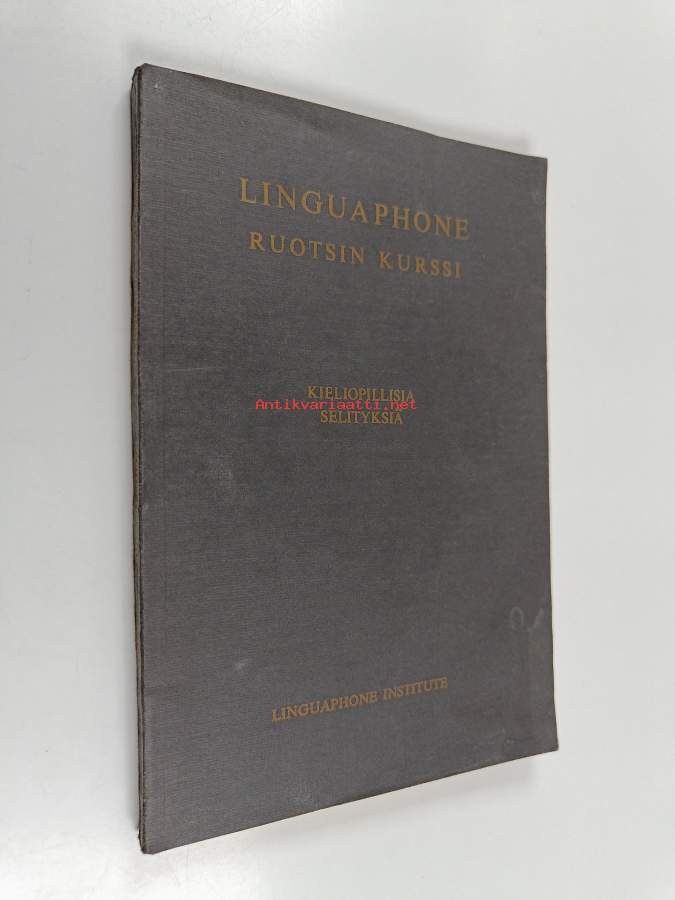 LINGUAPHONE
RUOTSIN KURSSI
KIELIOPILLISIA
Antikvariaatti.net
SELITYKSIÄ
LINGUAPHONE INSTITUTE